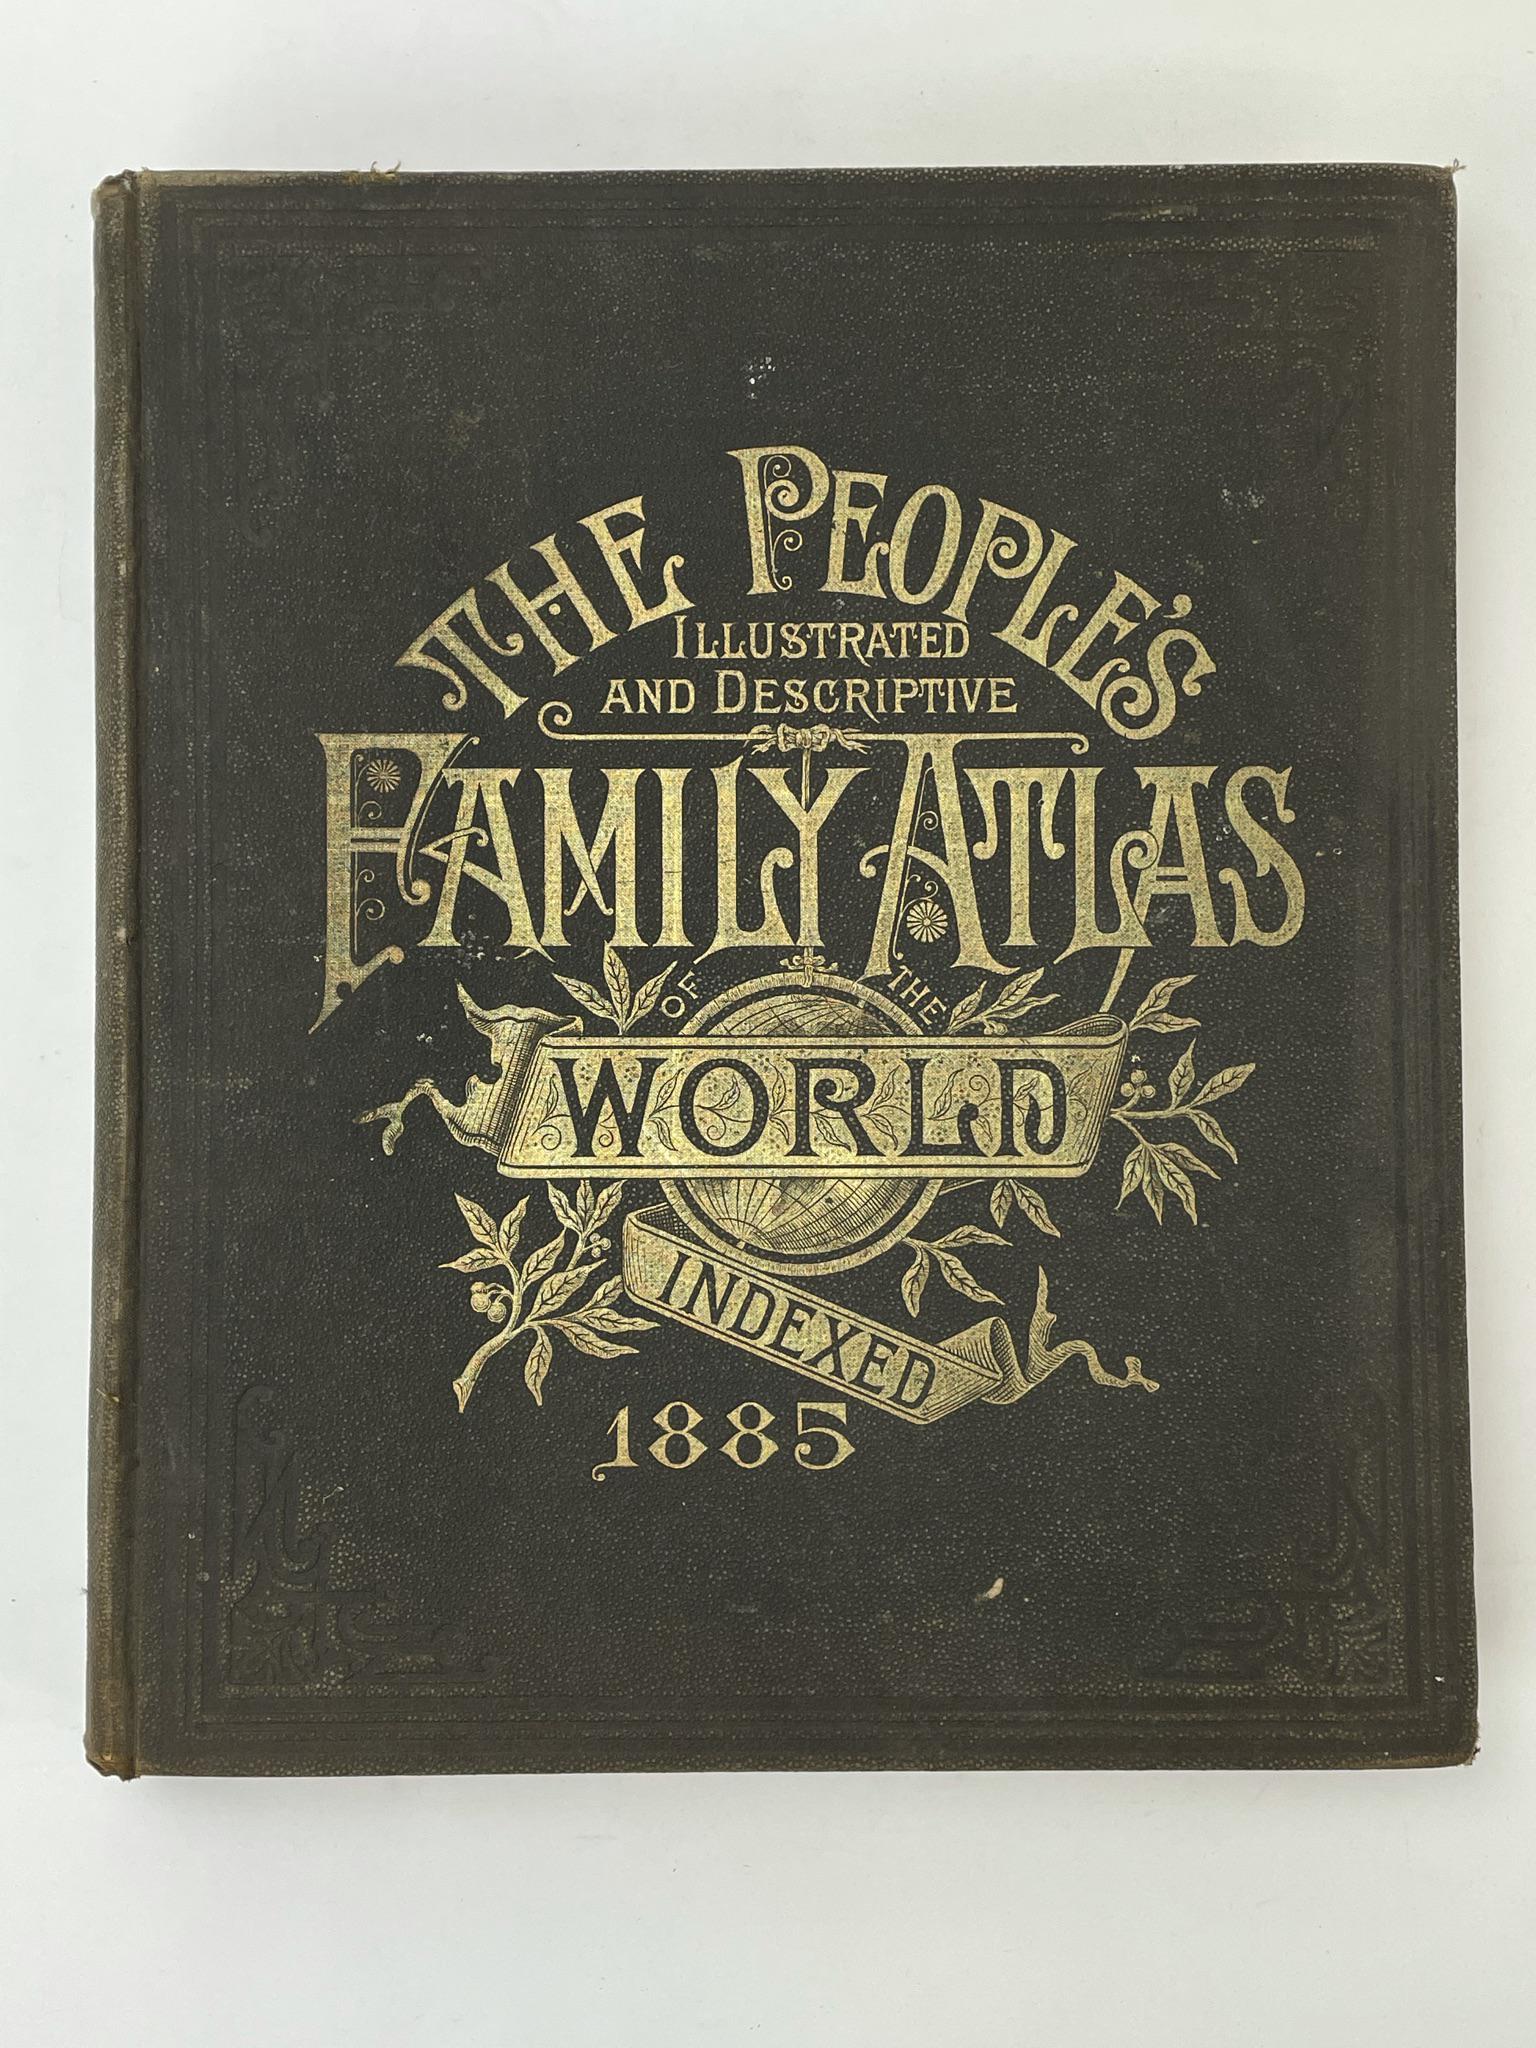 THE PEOPLE'S
ILLUSTRATED
AND DESCRIPTIVE
FAMILY ATLAS
OF THE
WORLD
INDEXED
1885